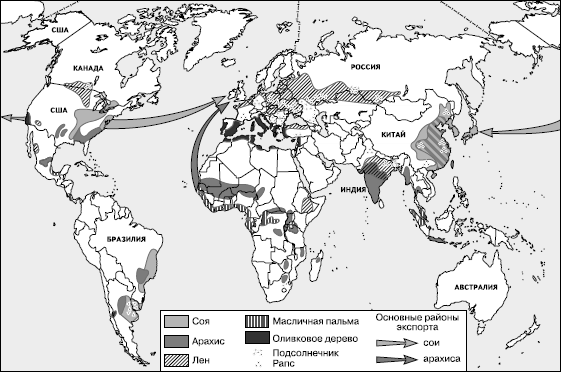 США
КАНАДА
США
РОССИЯ
КИТАЙ
ИНДИЯ
БРАЗИЛИЯ
АВСТРАЛИЯ
Соя
Арахис
Лен
Масличная пальма
Оливковое дерево
Подсолнечник
Рапс
Основные районы
экспорта
сои
арахиса